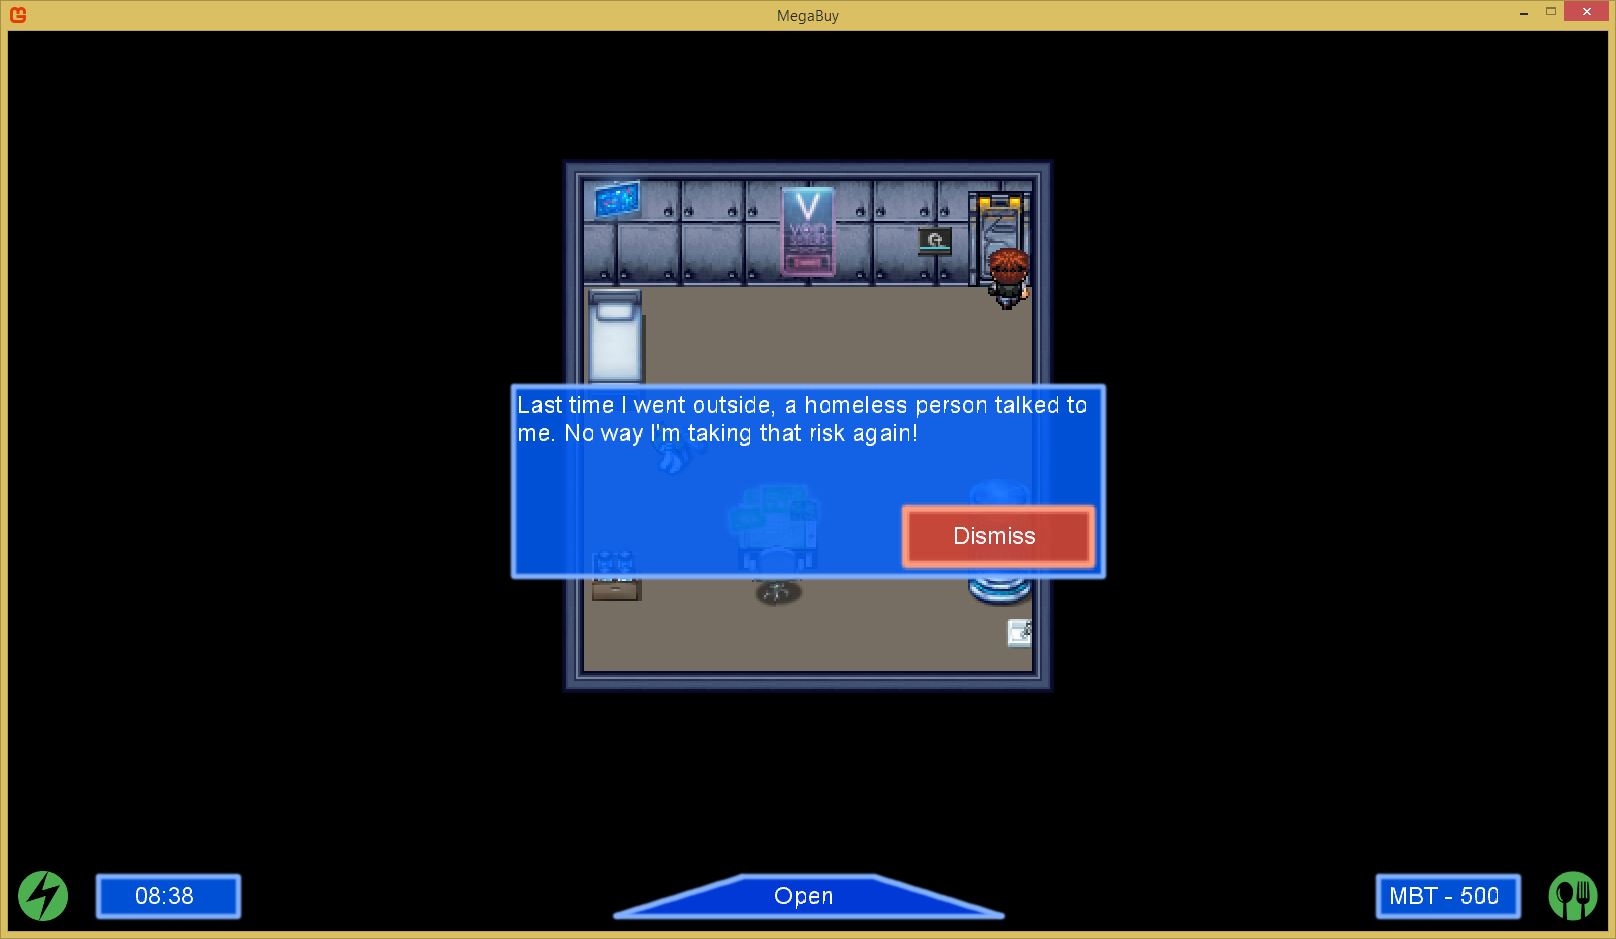 MegaBuy
V
VOID
Last time I went outside, a homeless person talked to
me. No way I'm taking that risk again!
Dismiss
08:38
Open
MBT - 500